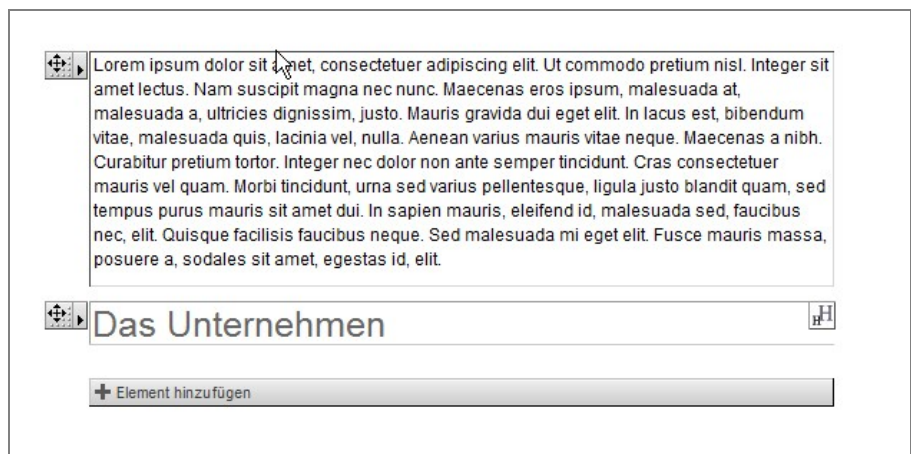 Lorem ipsum dolor sit amet, consectetuer adipiscing elit. Ut commodo pretium nisl. Integer sit
amet lectus. Nam suscipit magna nec nunc. Maecenas eros ipsum, malesuada at,
malesuada a, ultricies dignissim, justo. Mauris gravida dui eget elit. In lacus est, bibendum
vitae, malesuada quis, lacinia vel, nulla. Aenean varius mauris vitae neque. Maecenas a nibh.
Curabitur pretium tortor. Integer nec dolor non ante semper tincidunt. Cras consectetuer
mauris vel quam. Morbi tincidunt, urna sed varius pellentesque, ligula justo blandit quam, sed
tempus purus mauris sit amet dui. In sapien mauris, eleifend id, malesuada sed, faucibus
nec, elit. Quisque facilisis faucibus neque. Sed malesuada mi eget elit. Fusce mauris massa,
posuere a, sodales sit amet, egestas id, elit.
Das Unternehmen
HH
Element hinzufügen